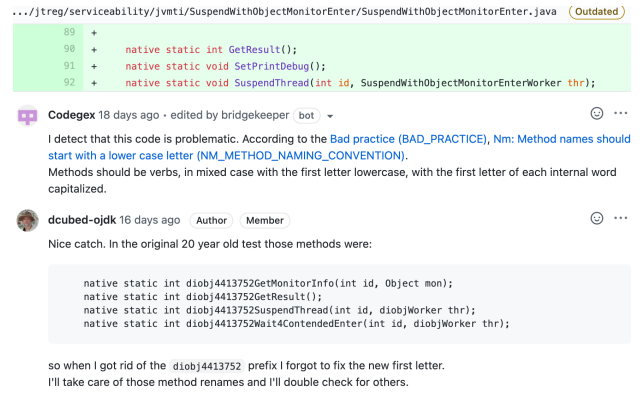 .../jtreg/serviceability/jvmti/SuspendWithObjectMonitorEnter/SuspendWithObjectMonitorEnter.java Outdated
89 +
90 + native static int GetResult();
91 + native static void SetPrintDebug();
92 + native static void SuspendThread(int id, SuspendWithObjectMonitorEnterWorker thr);
Codegex 18 days ago • edited by bridgekeeper bot
I detect that this code is problematic. According to the Bad practice (BAD_PRACTICE), Nm: Method names should
start with a lower case letter (NM_METHOD_NAMING_CONVENTION).
Methods should be verbs, in mixed case with the first letter lowercase, with the first letter of each internal word
capitalized.
dcubed-ojdk 16 days ago Author Member
Nice catch. In the original 20 year old test those methods were:
native static int diobj4413752GetMonitorInfo(int id, Object mon);
native static int diobj4413752GetResult();
native static int diobj4413752SuspendThread(int id, diobjWorker thr);
native static int diobj4413752Wait4ContendedEnter(int id, diobjWorker thr);
so when I got rid of the diobj4413752 prefix I forgot to fix the new first letter.
I'll take care of those method renames and I'll double check for others.